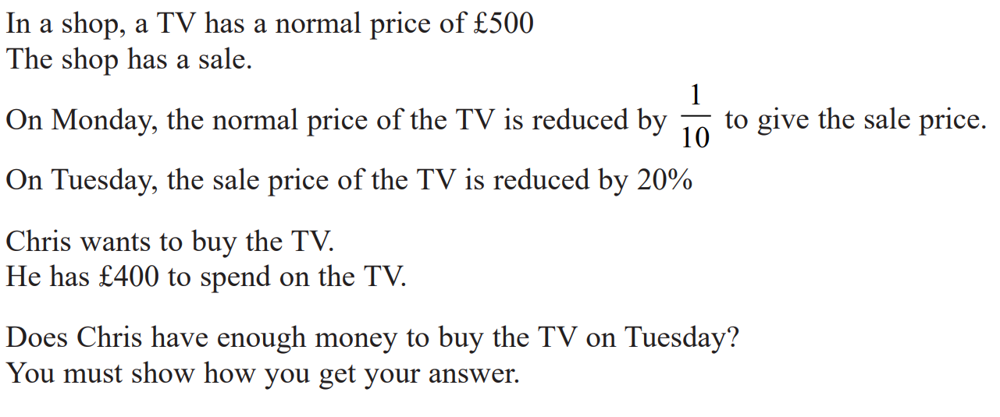 In a shop, a TV has a normal price of £500
The shop has a sale.
On Monday, the normal price of the TV is reduced by 1/10 to give the sale price.
On Tuesday, the sale price of the TV is reduced by 20%
Chris wants to buy the TV.
He has £400 to spend on the TV.
Does Chris have enough money to buy the TV on Tuesday?
You must show how you get your answer.